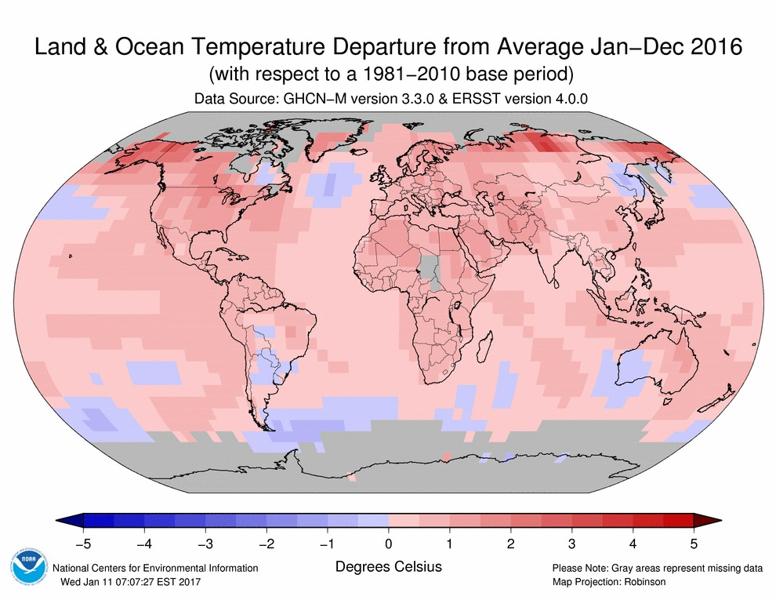 Land & Ocean Temperature Departure from Average Jan–Dec 2016
(with respect to a 1981–2010 base period)
Data Source: GHCN–M version 3.3.0 & ERSST version 4.0.0
−5 −4 −3 −2 −1 0 1 2 3 4 5
Degrees Celsius
NOAA
National Centers for Environmental Information
Wed Jan 11 07:07:27 EST 2017
Please Note: Gray areas represent missing data
Map Projection: Robinson